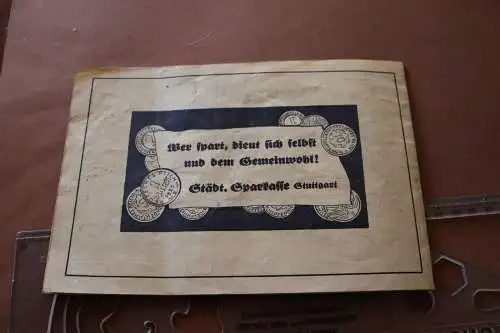 Wer spart, dient sich selbst
und dem Gemeinwohl!
Städt. Sparkasse Stuttgart